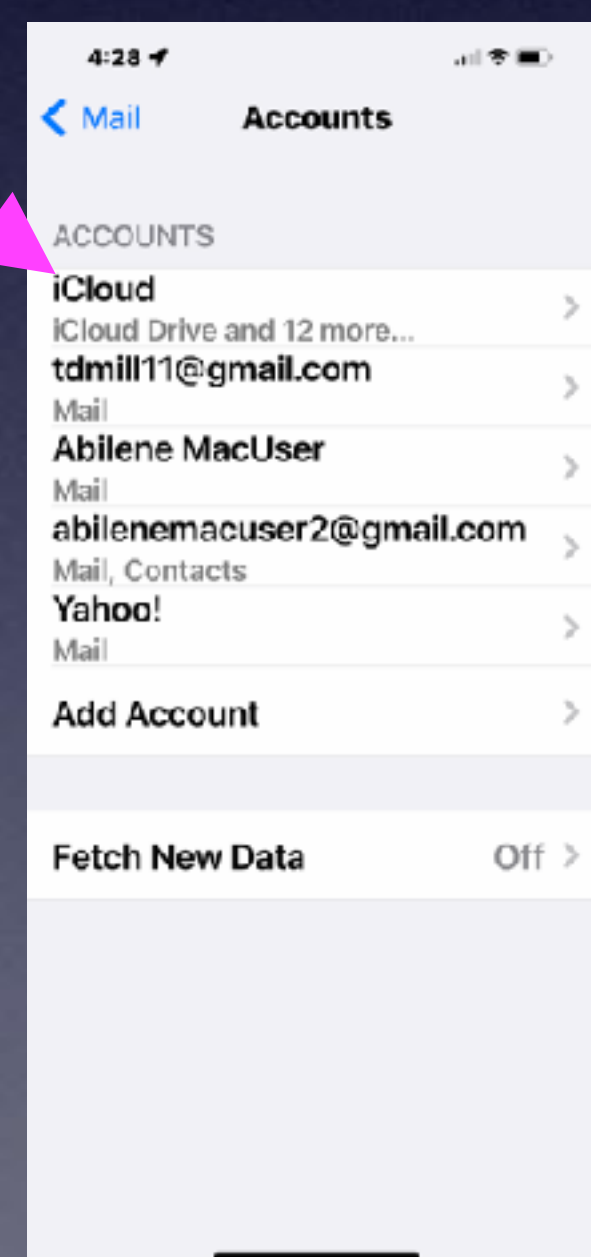 4:28
Mail
Accounts
ACCOUNTS
iCloud
iCloud Drive and 12 more...
tdmill11@gmail.com
Mail
Abilene MacUser
Mail
abilenemacuser2@gmail.com
Mail, Contacts
Yahoo!
Mail
Add Account
Fetch New Data Off